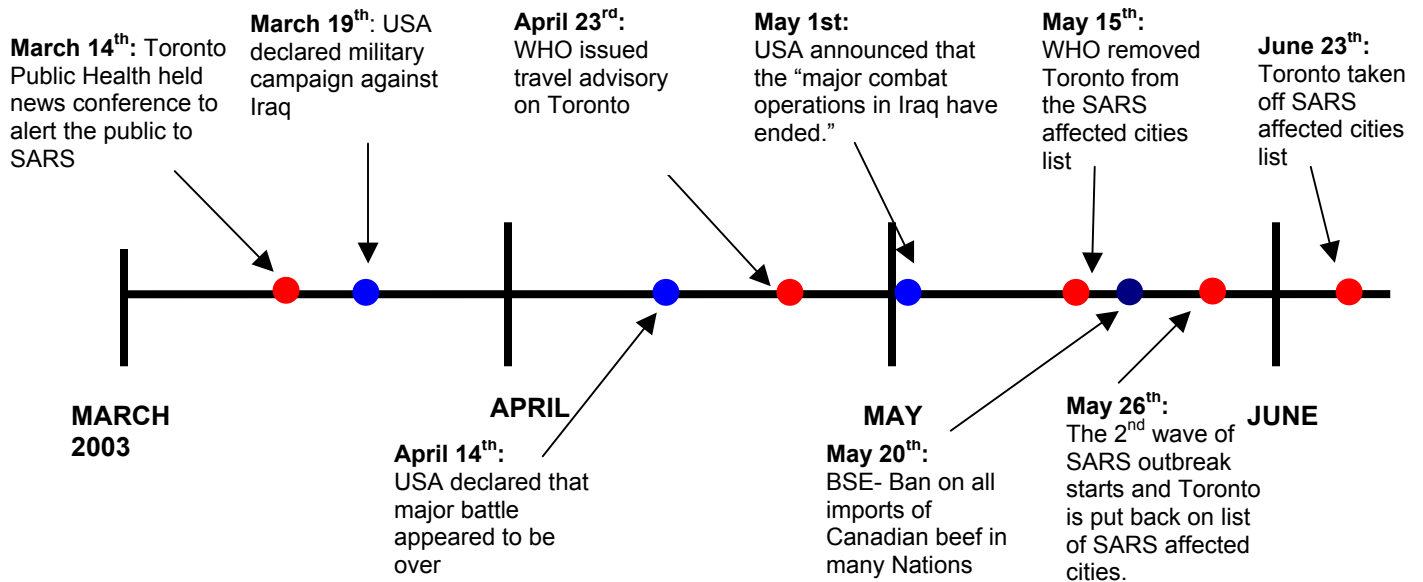 March 14th: Toronto
Public Health held
news conference to
alert the public to
SARS
March 19th: USA
declared military
campaign against
Iraq
April 23rd:
WHO issued
travel advisory
on Toronto
May 1st:
USA announced that
the “major combat
operations in Iraq have
ended.”
May 15th:
WHO removed
Toronto from
the SARS
affected cities
list
June 23th:
Toronto taken
off SARS
affected cities
list
MARCH
2003
APRIL
MAY
JUNE
April 14th:
USA declared that
major battle
appeared to be
over
May 20th:
BSE- Ban on all
imports of
Canadian beef in
many Nations
May 26th:
The 2nd wave of
SARS outbreak
starts and Toronto
is put back on list
of SARS affected
cities.